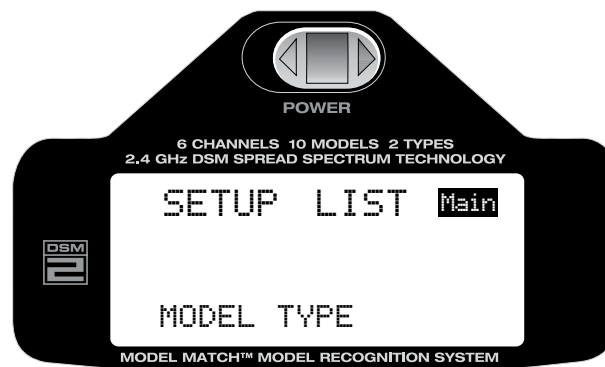 POWER
6 CHANNELS 10 MODELS 2 TYPES
2.4 GHz DSM SPREAD SPECTRUM TECHNOLOGY
SETUP LIST Main
DSM
2
MODEL TYPE
MODEL MATCH™ MODEL RECOGNITION SYSTEM